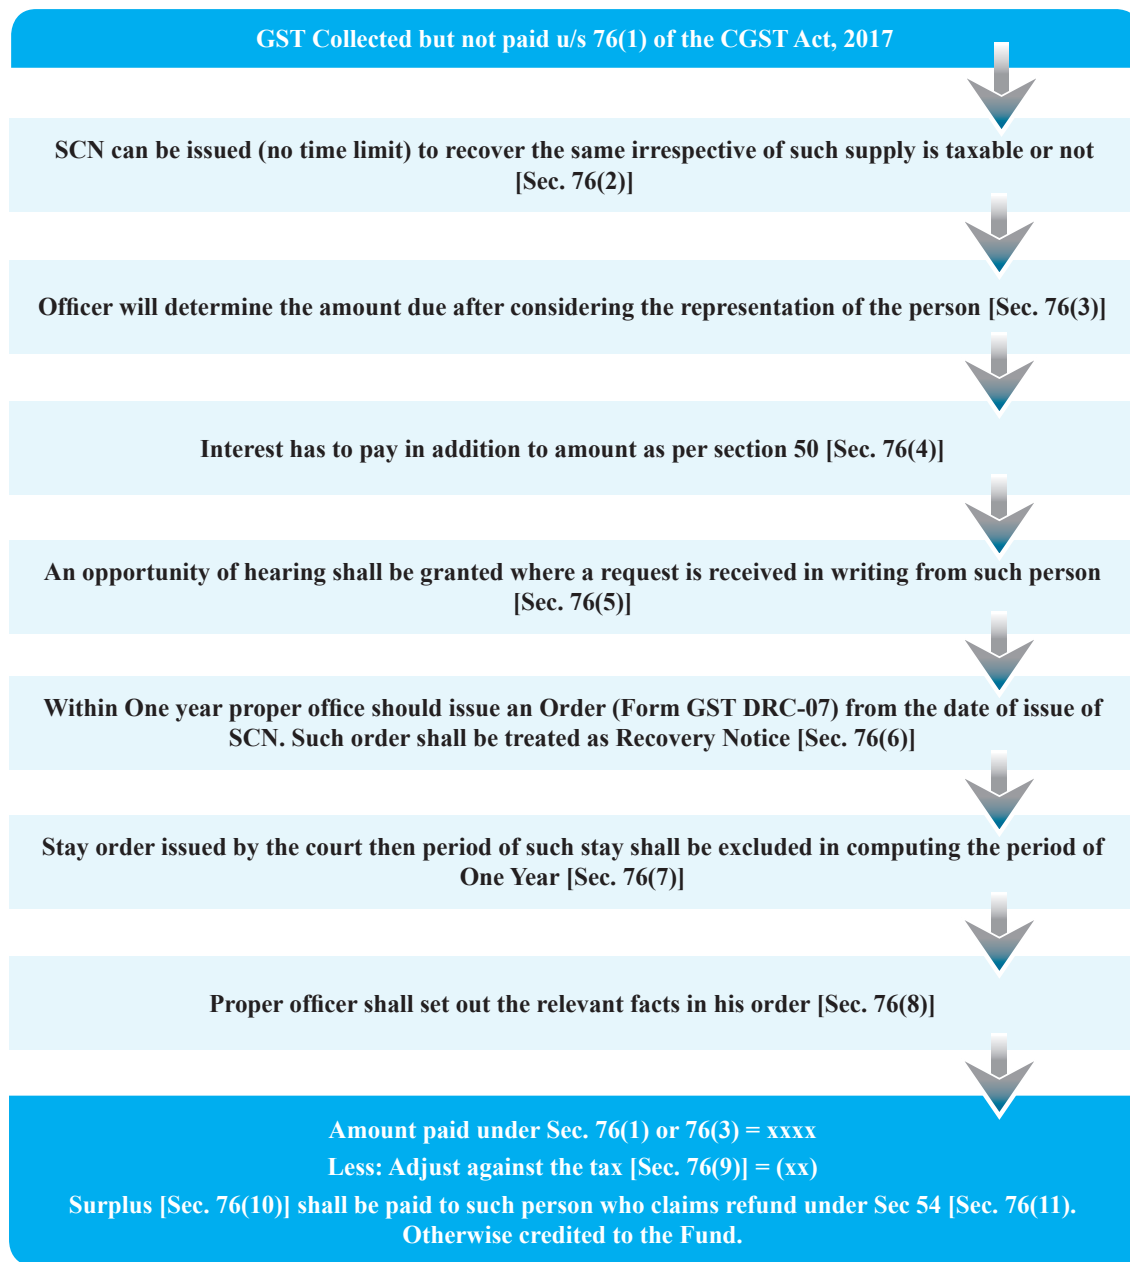 GST Collected but not paid u/s 76(1) of the CGST Act, 2017
SCN can be issued (no time limit) to recover the same irrespective of such supply is taxable or not
[Sec. 76(2)]
Officer will determine the amount due after considering the representation of the person [Sec. 76(3)]
Interest has to pay in addition to amount as per section 50 [Sec. 76(4)]
An opportunity of hearing shall be granted where a request is received in writing from such person
[Sec. 76(5)]
Within One year proper office should issue an Order (Form GST DRC-07) from the date of issue of
SCN. Such order shall be treated as Recovery Notice [Sec. 76(6)]
Stay order issued by the court then period of such stay shall be excluded in computing the period of
One Year [Sec. 76(7)]
Proper officer shall set out the relevant facts in his order [Sec. 76(8)]
Amount paid under Sec. 76(1) or 76(3) = xxxx
Less: Adjust against the tax [Sec. 76(9)] = (xx)
Surplus [Sec. 76(10)] shall be paid to such person who claims refund under Sec 54 [Sec. 76(11).
Otherwise credited to the Fund.